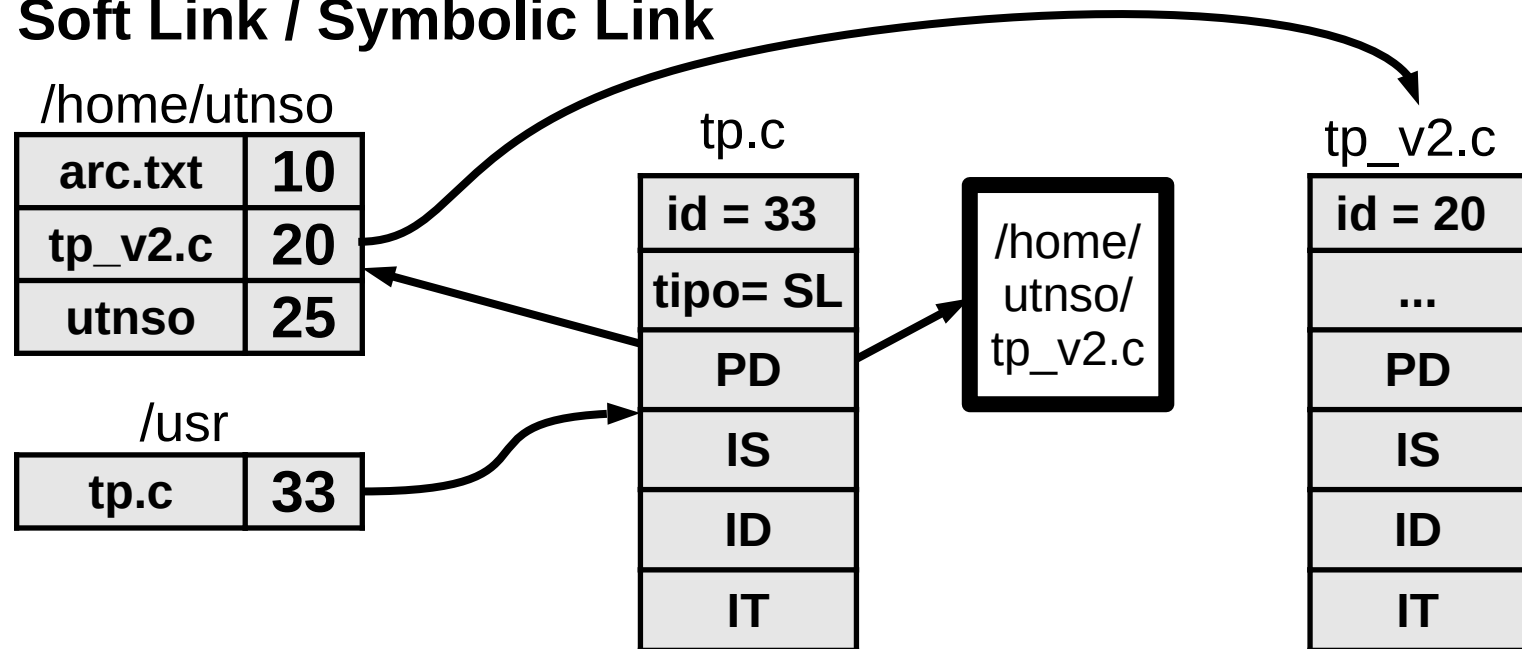 Soft Link / Symbolic Link
/home/utnso
arc.txt 10
tp_v2.c 20
utnso 25
/usr
tp.c 33
tp.c
id = 33
tipo= SL
PD
IS
ID
IT
/home/
utnso/
tp_v2.c
tp_v2.c
id = 20
...
PD
IS
ID
IT